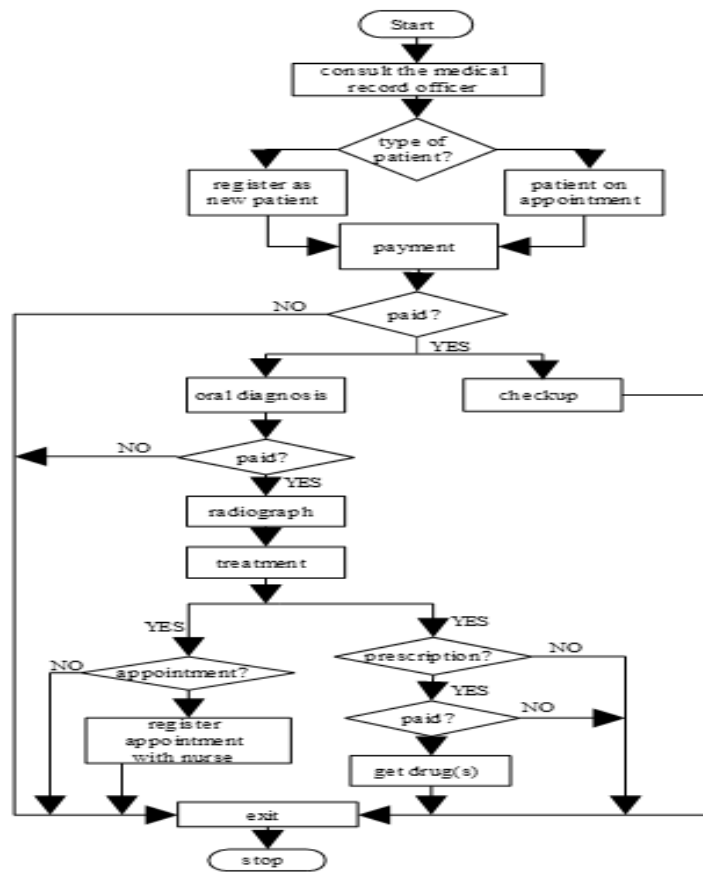 Start
consult the medical
record officer
type of
patient?
register as
new patient
patient on
appointment
payment
NO
paid?
YES
oral diagnosis
checkup
NO
paid?
YES
radiograph
treatment
YES
YES
NO
appointment?
prescription?
NO
YES
register
appointment
with nurse
paid?
NO
get drug(s)
exit
stop